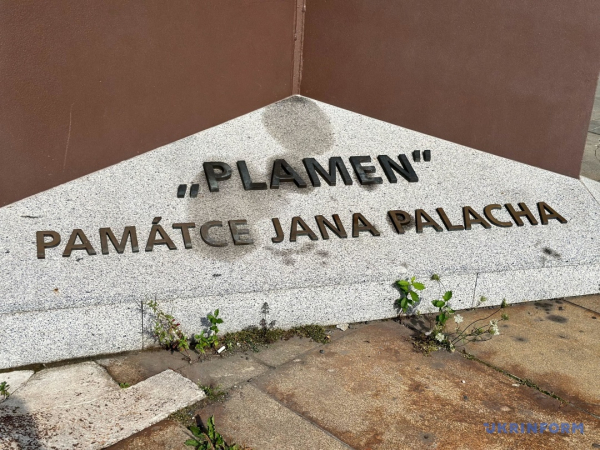 „PLAMEN"
PAMÁTCE JANA PALACHA
UKRINFORM